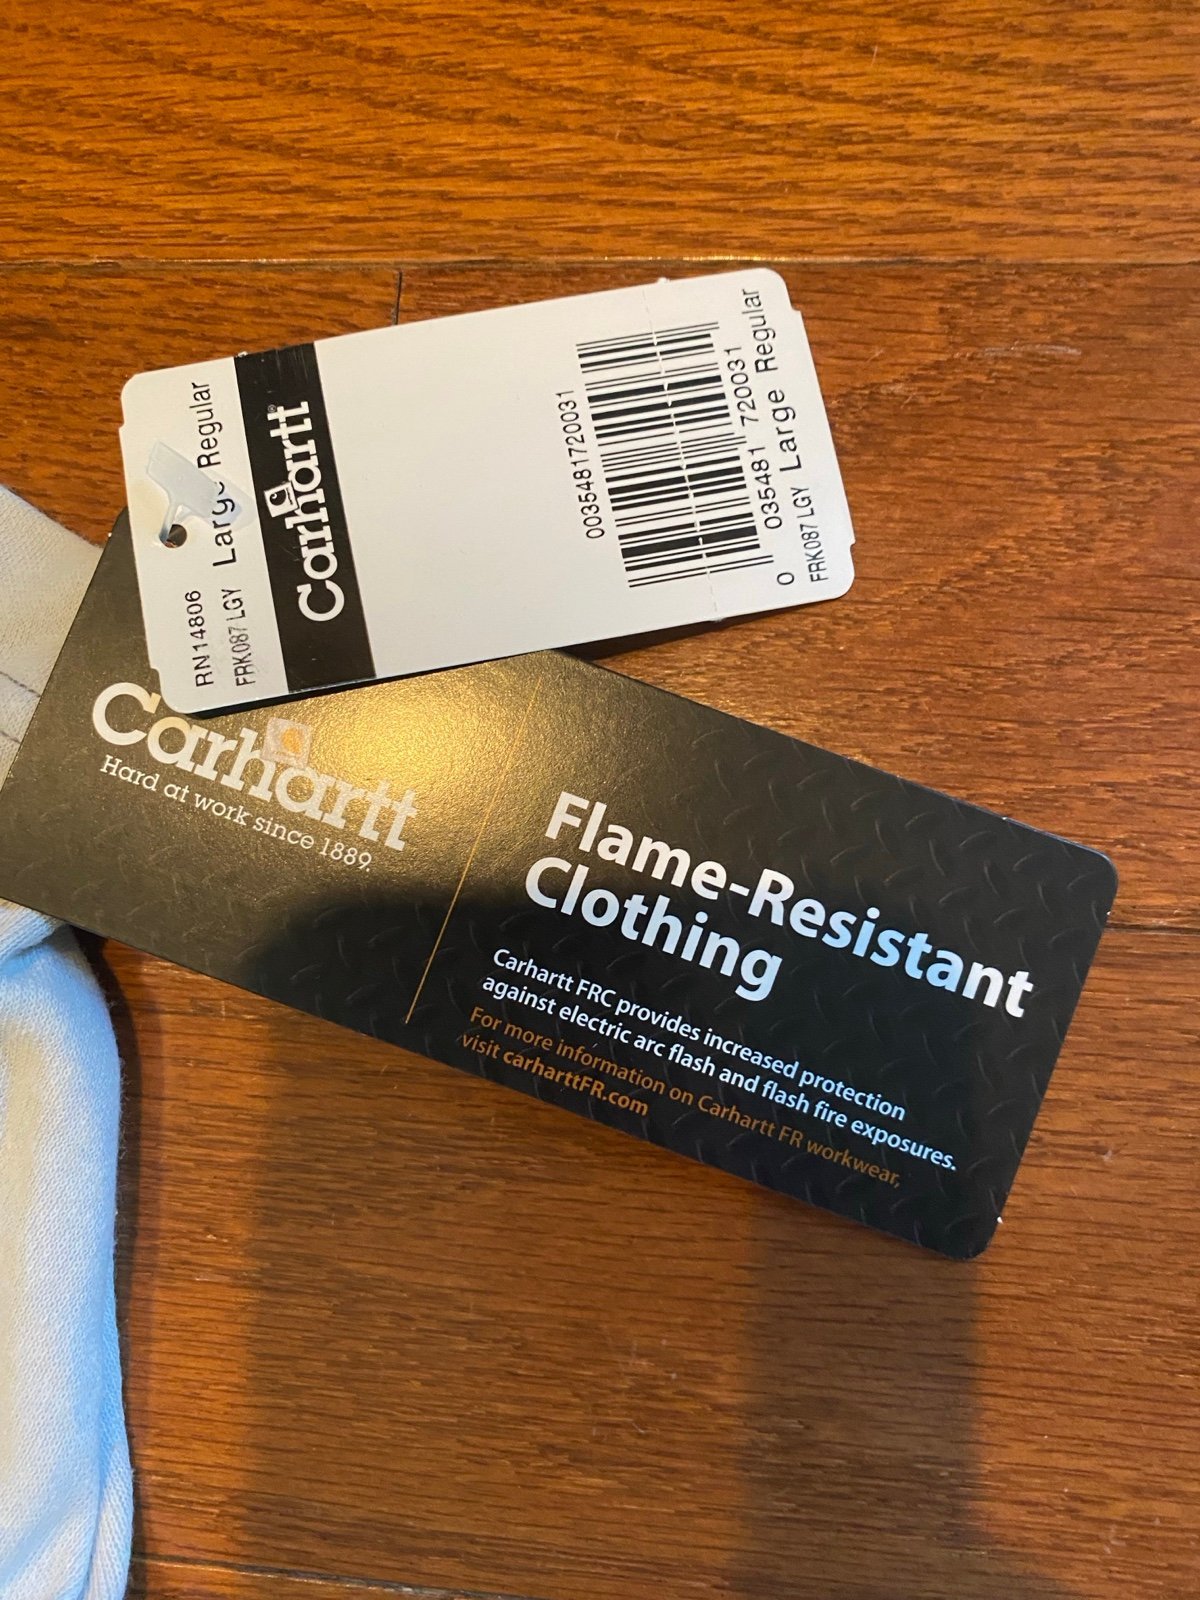 RN14806
FRK087 LGY Large Regular
Carhartt
0035481720031
0 035481 720031
FRK087 LGY Large Regular
Carhartt
Hard at work since 1889.
Flame-Resistant
Clothing
Carhartt FRC provides increased protection
against electric arc flash and flash fire exposures.
For more information on Carhartt FR workwear,
visit carharttFR.com